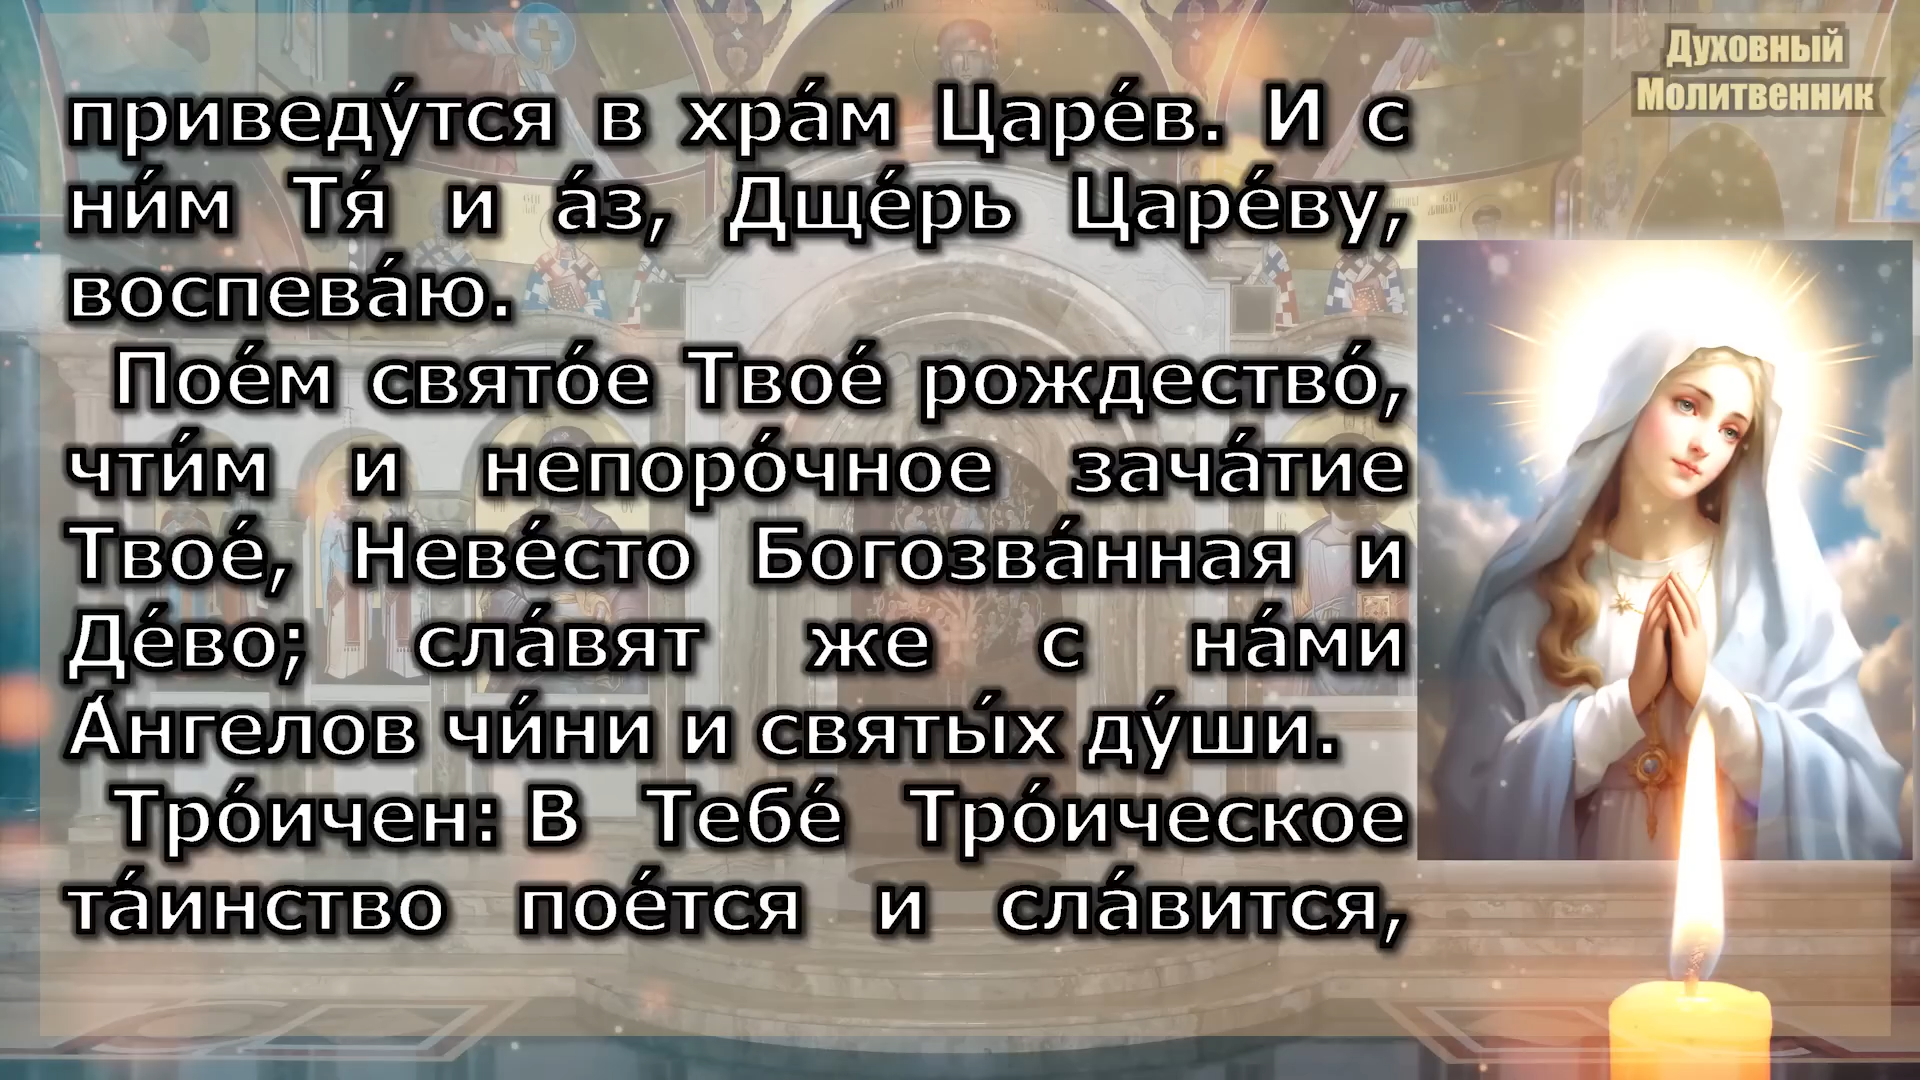 приведу́тся в хра́м Царе́в. И с
ни́м Тя́ и а́з, Дще́рь Царе́ву,
воспева́ю.
Пое́м свято́е Твое́ рождество́,
чти́м и непоро́чное зача́тие
Твое́, Неве́сто Богозва́нная и
Де́во; сла́вят же с на́ми
А́нгелов чи́ни и святы́х ду́ши.
Тро́ичен: В Тебе́ Тро́ическое
та́инство пое́тся и сла́вится,
Духовный
Молитвенник